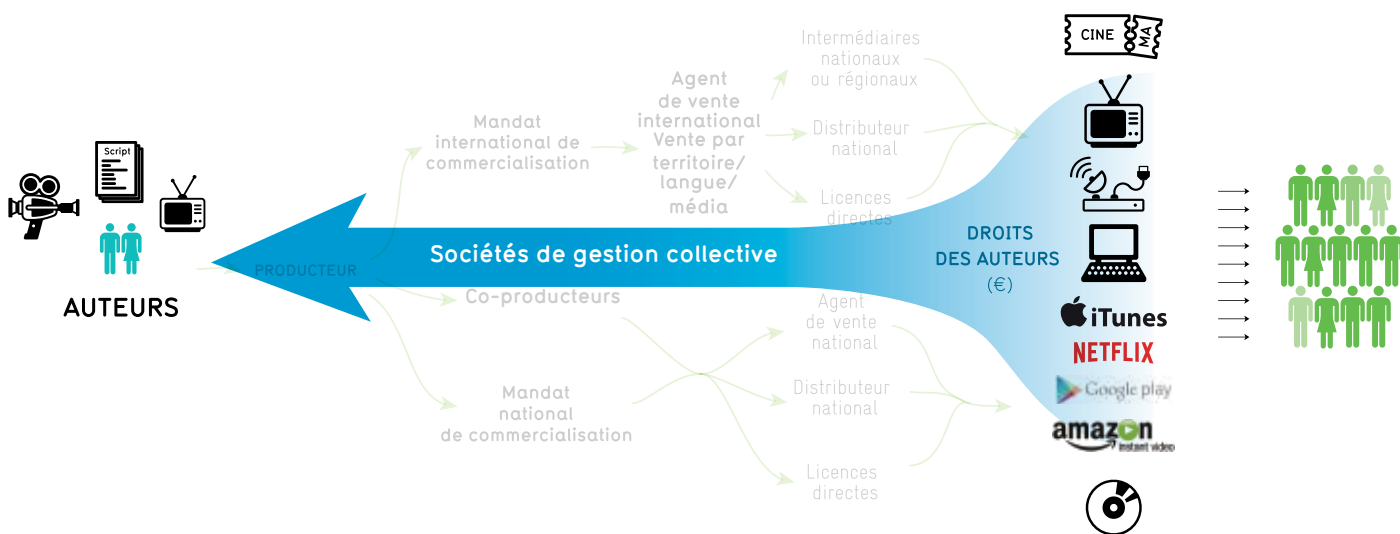 Script
AUTEURS
PRODUCTEUR
Mandat
international de
commercialisation
Agent
de vente
international
Vente par
territoire/
langue/
média
Intermédiaires
nationaux
ou régionaux
Distributeur
national
Licences
directes
Sociétés de gestion collective
Co-producteurs
Mandat
national
de commercialisation
Agent
de vente
national
Distributeur
national
Licences
directes
DROITS
DES AUTEURS
(€)
CINE MA
iTunes
NETFLIX
Google play
amazon
instant video